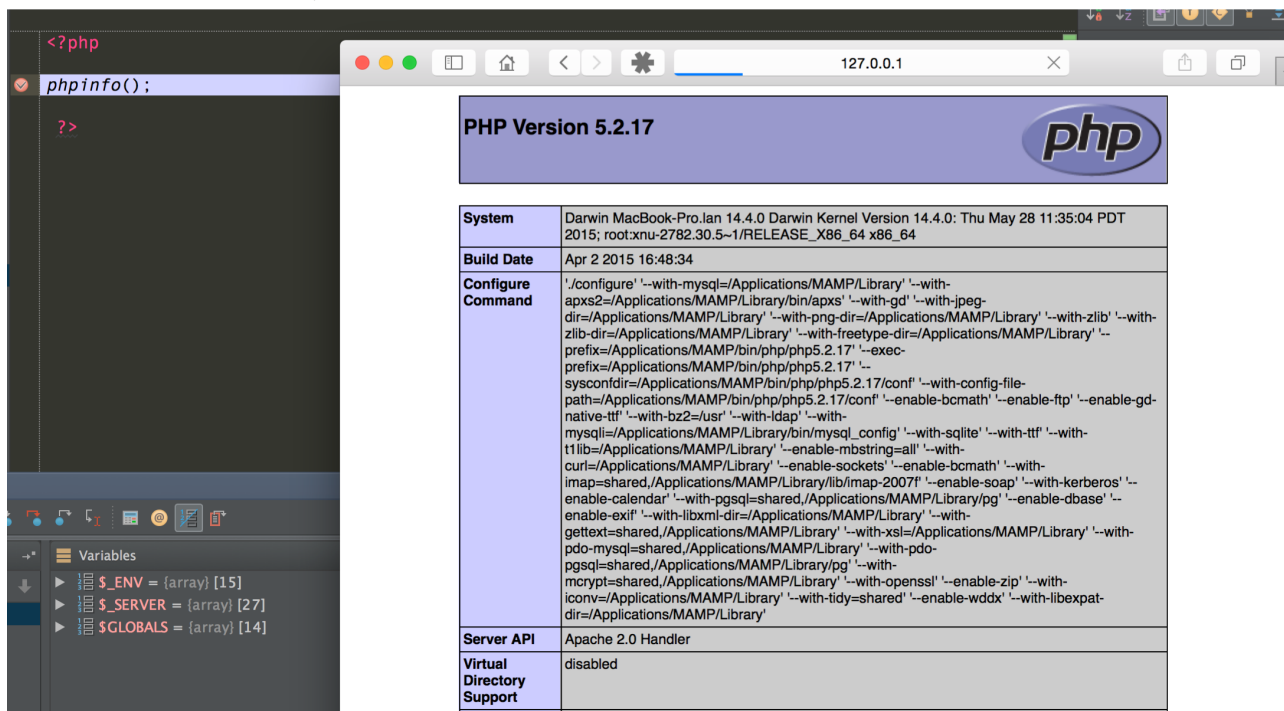 <?php
phpinfo();
?>
127.0.0.1
PHP Version 5.2.17
php
System
Darwin MacBook-Pro.lan 14.4.0 Darwin Kernel Version 14.4.0: Thu May 28 11:35:04 PDT
2015; root:xnu-2782.30.5~1/RELEASE_X86_64 x86_64
Build Date
Apr 2 2015 16:48:34
Configure
Command
'./configure' '--with-mysql=/Applications/MAMP/Library' '--with-
apxs2=/Applications/MAMP/Library/bin/apxs' '--with-gd' '--with-jpeg-
dir=/Applications/MAMP/Library' '--with-png-dir=/Applications/MAMP/Library' '--with-zlib' '--with-
zlib-dir=/Applications/MAMP/Library' '--with-freetype-dir=/Applications/MAMP/Library' '--
prefix=/Applications/MAMP/bin/php/php5.2.17' '--exec-
prefix=/Applications/MAMP/bin/php/php5.2.17' '--
sysconfdir=/Applications/MAMP/bin/php/php5.2.17/conf' '--with-config-file-
path=/Applications/MAMP/bin/php/php5.2.17/conf' '--enable-bcmath' '--enable-ftp' '--enable-gd-
native-ttf' '--with-bz2=/usr' '--with-ldap' '--with-
mysqli=/Applications/MAMP/Library/bin/mysql_config' '--with-sqlite' '--with-ttf' '--with-
t1lib=/Applications/MAMP/Library' '--enable-mbstring=all' '--with-
curl=/Applications/MAMP/Library' '--enable-sockets' '--enable-bcmath' '--with-
imap=shared,/Applications/MAMP/Library/lib/imap-2007f' '--enable-soap' '--with-kerberos' '--
enable-calendar' '--with-pgsql=shared,/Applications/MAMP/Library/pg' '--enable-dbase' '--
enable-exif' '--with-libxml-dir=/Applications/MAMP/Library' '--with-
gettext=shared,/Applications/MAMP/Library' '--with-xsl=/Applications/MAMP/Library' '--with-
pdo-mysql=shared,/Applications/MAMP/Library' '--with-pdo-
pgsql=shared,/Applications/MAMP/Library/pg' '--with-
mcrypt=shared,/Applications/MAMP/Library' '--with-openssl' '--enable-zip' '--with-
iconv=/Applications/MAMP/Library' '--with-tidy=shared' '--enable-wddx' '--with-libexpat-
dir=/Applications/MAMP/Library'
Server API
Apache 2.0 Handler
Virtual
Directory
Support
disabled
Variables
$_ENV = {array} [15]
$_SERVER = {array} [27]
$GLOBALS = {array} [14]